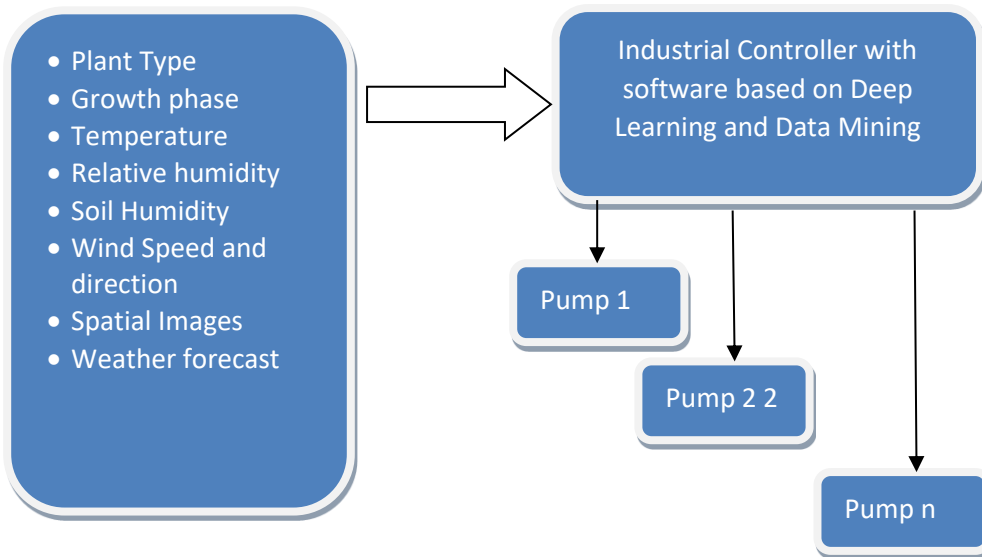 • Plant Type
• Growth phase
• Temperature
• Relative humidity
• Soil Humidity
• Wind Speed and
direction
• Spatial Images
• Weather forecast
Industrial Controller with
software based on Deep
Learning and Data Mining
Pump 1
Pump 2 2
Pump n